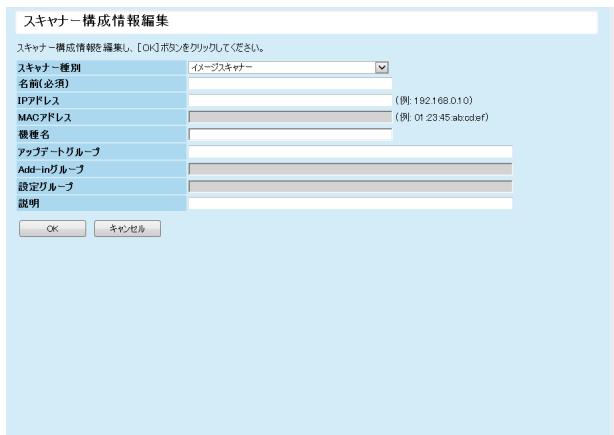 スキャナー構成情報編集
スキャナー構成情報を編集し、[OK]ボタンをクリックしてください。
スキャナー種別 イメージスキャナー
名前(必須)
IPアドレス (例: 192.168.0.10)
MACアドレス (例: 01:23:45:ab:cd:ef)
機種名
アップデートグループ
Add-inグループ
設定グループ
説明
OK キャンセル